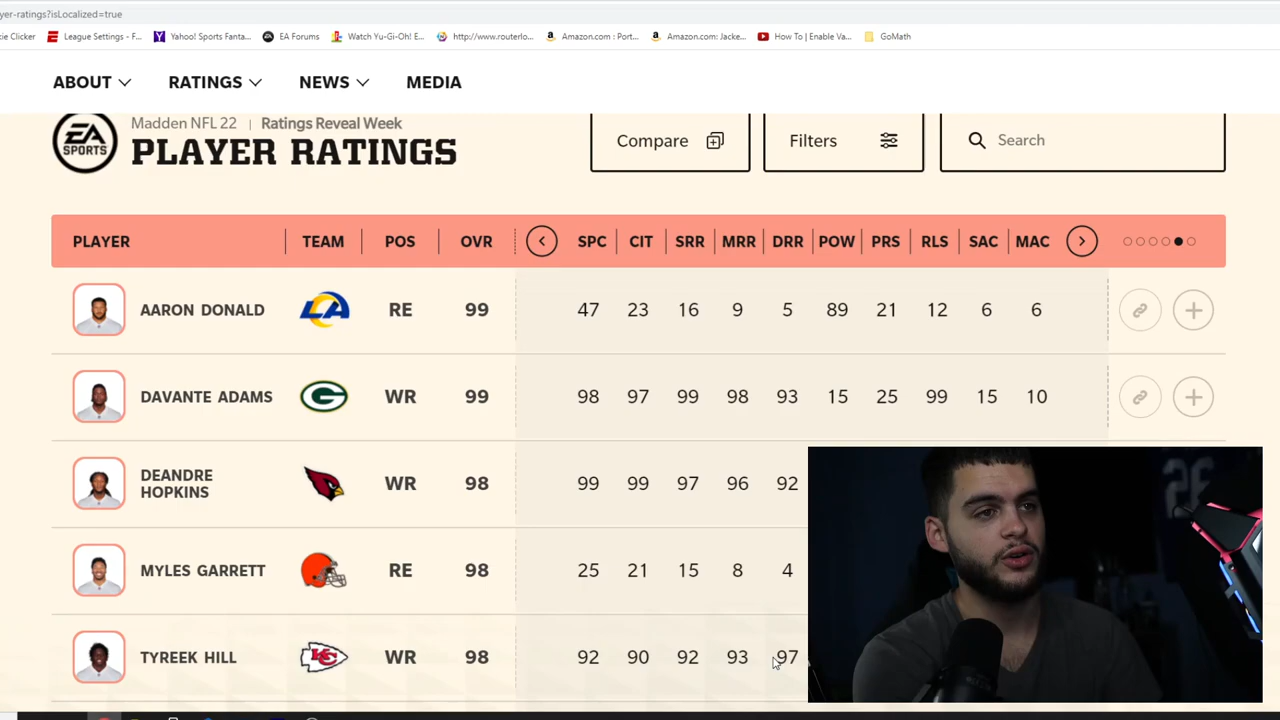 yer-ratings?isLocalized=true
kie Clicker League Settings - F... Yahoo! Sports Fanta... EA Forums Watch Yu-Gi-Oh! E... http://www.routerlo... Amazon.com : Port... Amazon.com: Jacke... How To | Enable Va... GoMath
ABOUT RATINGS NEWS MEDIA
EA SPORTS
Madden NFL 22 | Ratings Reveal Week
PLAYER RATINGS
Compare Filters Search
PLAYER TEAM POS OVR SPC CIT SRR MRR DRR POW PRS RLS SAC MAC
AARON DONALD RE 99 47 23 16 9 5 89 21 12 6 6
DAVANTE ADAMS WR 99 98 97 99 98 93 15 25 99 15 10
DEANDRE
HOPKINS WR 98 99 99 97 96 92
MYLES GARRETT RE 98 25 21 15 8 4
TYREEK HILL WR 98 92 90 92 93 97
26